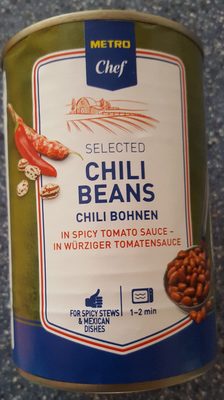 METRO
Chef
SELECTED
CHILI
BEANS
CHILI BOHNEN
IN SPICY TOMATO SAUCE -
IN WÜRZIGER TOMATENSAUCE
FOR SPICY STEWS
& MEXICAN
DISHES
1-2 min